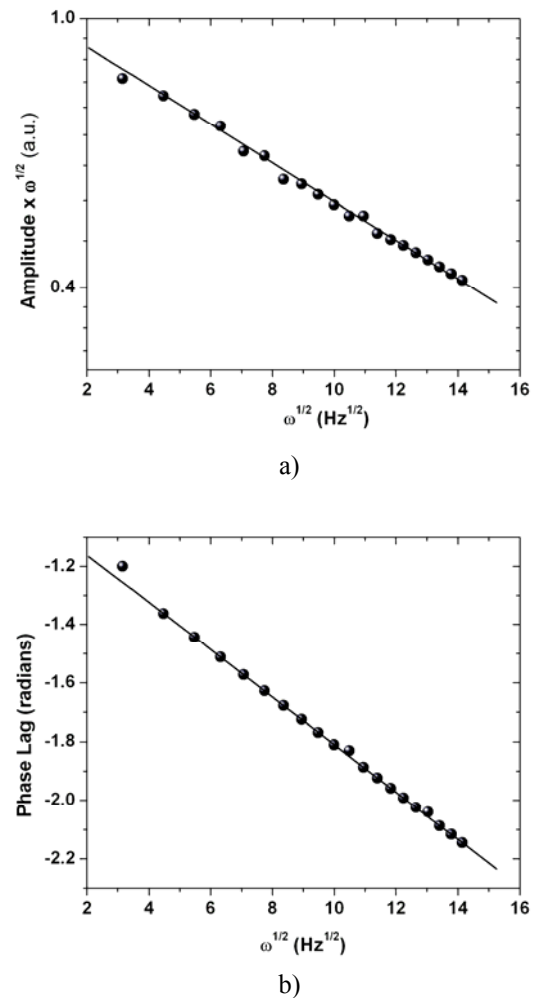 1.0
0.4
Amplitude x ω^1/2 (a.u.)
2 4 6 8 10 12 14 16
ω^1/2 (Hz^1/2)
a)
-1.2
-1.4
-1.6
-1.8
-2.0
-2.2
Phase Lag (radians)
2 4 6 8 10 12 14 16
ω^1/2 (Hz^1/2)
b)